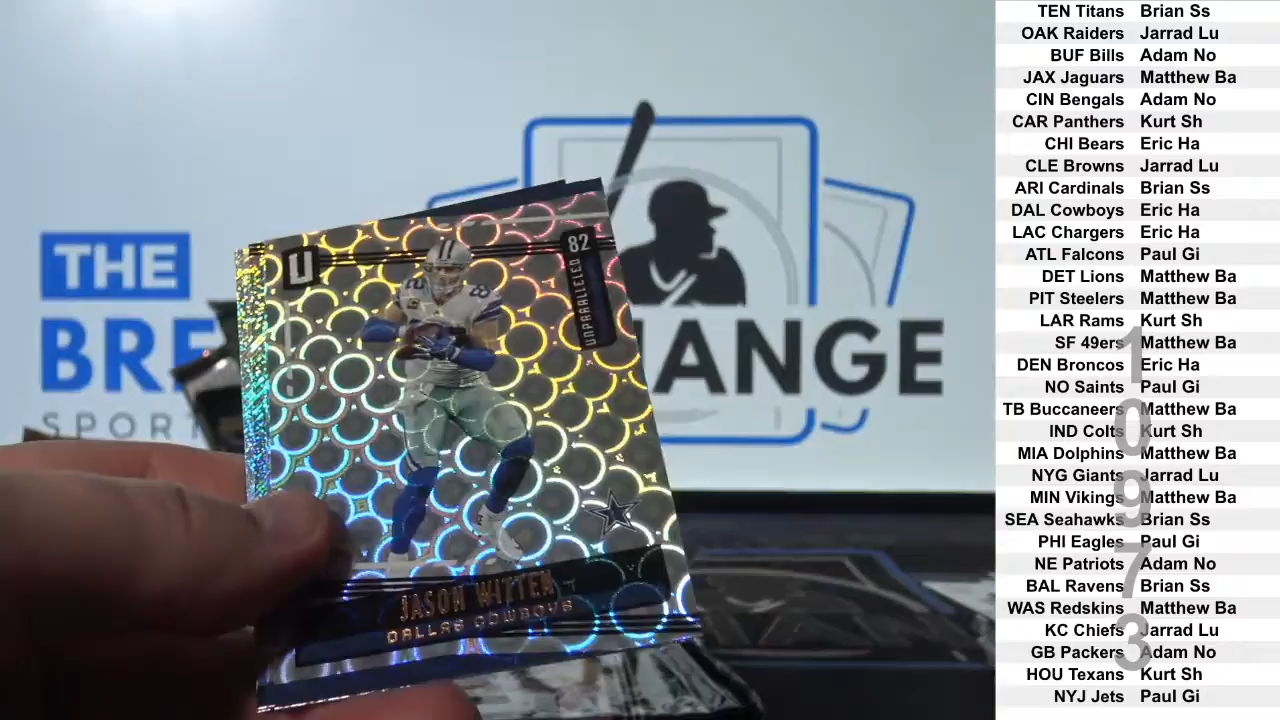 THE
BRE
SPORT
ANGE
U
82
UNPARALLELED
JASON WITTEN
DALLAS COWBOYS
TEN Titans Brian Ss
OAK Raiders Jarrad Lu
BUF Bills Adam No
JAX Jaguars Matthew Ba
CIN Bengals Adam No
CAR Panthers Kurt Sh
CHI Bears Eric Ha
CLE Browns Jarrad Lu
ARI Cardinals Brian Ss
DAL Cowboys Eric Ha
LAC Chargers Eric Ha
ATL Falcons Paul Gi
DET Lions Matthew Ba
PIT Steelers Matthew Ba
LAR Rams Kurt Sh
SF 49ers Matthew Ba
DEN Broncos Eric Ha
NO Saints Paul Gi
TB Buccaneers Matthew Ba
IND Colts Kurt Sh
MIA Dolphins Matthew Ba
NYG Giants Jarrad Lu
MIN Vikings Matthew Ba
SEA Seahawks Brian Ss
PHI Eagles Paul Gi
NE Patriots Adam No
BAL Ravens Brian Ss
WAS Redskins Matthew Ba
KC Chiefs Jarrad Lu
GB Packers Adam No
HOU Texans Kurt Sh
NYJ Jets Paul Gi
10973